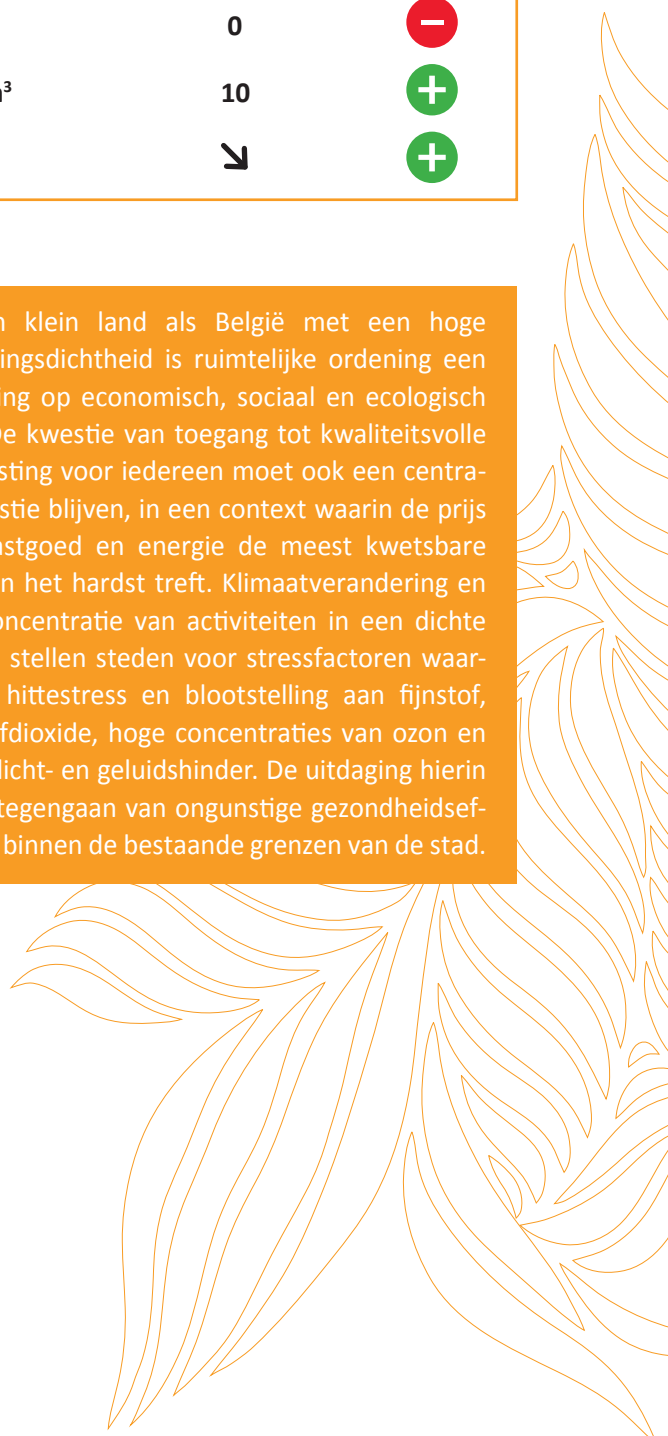 0
³ 10
↘
klein land als België met een hoge
ingsdichtheid is ruimtelijke ordening een
ing op economisch, sociaal en ecologisch
De kwestie van toegang tot kwaliteitsvolle
sting voor iedereen moet ook een centra-
stie blijven, in een context waarin de prijs
astgoed en energie de meest kwetsbare
n het hardst treft. Klimaatverandering en
oncentratie van activiteiten in een dichte
stellen steden voor stressfactoren waar-
hittestress en blootstelling aan fijnstof,
fdioxide, hoge concentraties van ozon en
licht- en geluidshinder. De uitdaging hierin
tegengaan van ongunstige gezondheidsef-
binnen de bestaande grenzen van de stad.